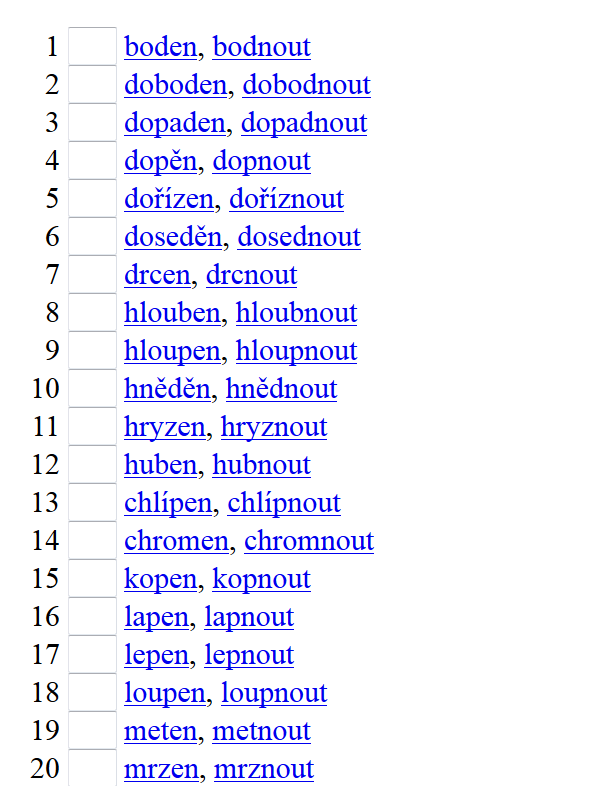 1 boden, bodnout
2 doboden, dobodnout
3 dopaden, dopadnout
4 dopěn, dopnout
5 dořízen, doříznout
6 doseděn, dosednout
7 drcen, drcnout
8 hlouben, hloubnout
9 hloupen, hloupnout
10 hněděn, hnědnout
11 hryzen, hryznout
12 huben, hubnout
13 chlípen, chlípnout
14 chromen, chromnout
15 kopen, kopnout
16 lapen, lapnout
17 lepen, lepnout
18 loupen, loupnout
19 meten, metnout
20 mrzen, mrznout